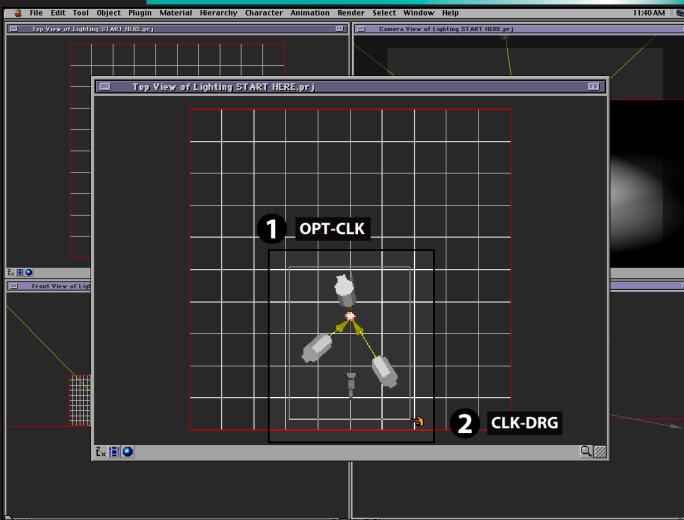 File Edit Tool Object Plugin Material Hierarchy Character Animation Render Select Window Help 11:40 AM
Top View of Lighting START HERE.prj
Camera View of Lighting START HERE.prj
Top View of Lighting START HERE.prj
1 OPT-CLK
Ex
Front View of Ligh
2 CLK-DRG
Ex